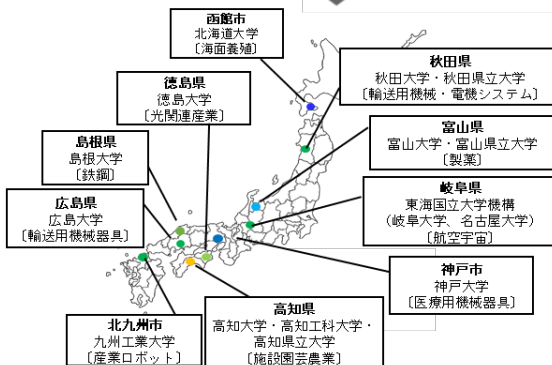 函館市
北海道大学
〔海面養殖〕
秋田県
秋田大学・秋田県立大学
〔輸送用機械・電機システム〕
徳島県
徳島大学
〔光関連産業〕
富山県
富山大学・富山県立大学
〔製薬〕
島根県
島根大学
〔鉄鋼〕
岐阜県
東海国立大学機構
（岐阜大学、名古屋大学）
〔航空宇宙〕
広島県
広島大学
〔輸送用機械器具〕
神戸市
神戸大学
〔医療用機械器具〕
高知県
高知大学・高知工科大学・
高知県立大学
〔施設園芸農業〕
北九州市
九州工業大学
〔産業ロボット〕